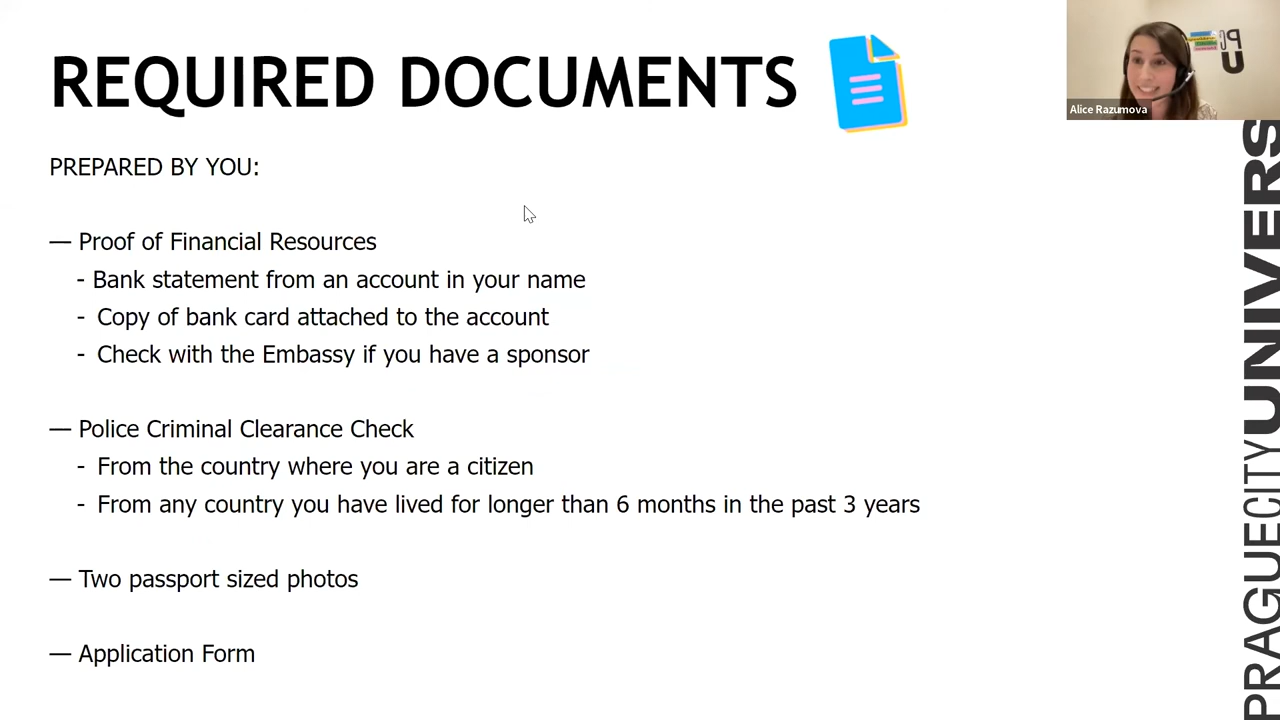 REQUIRED DOCUMENTS
Alice Razumova
PREPARED BY YOU:
— Proof of Financial Resources
- Bank statement from an account in your name
- Copy of bank card attached to the account
- Check with the Embassy if you have a sponsor
— Police Criminal Clearance Check
- From the country where you are a citizen
- From any country you have lived for longer than 6 months in the past 3 years
— Two passport sized photos
— Application Form
PRAGUECITYUNIVERS